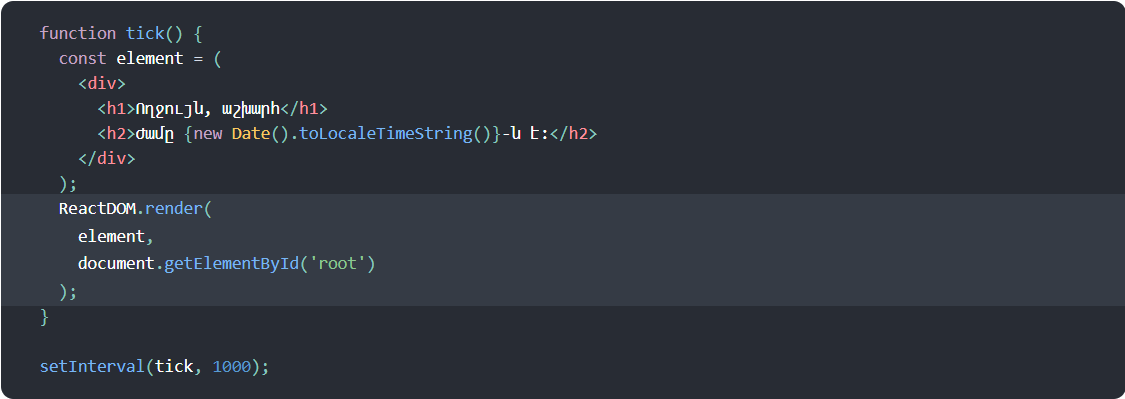 function tick() {
  const element = (
    <div>
      <h1>Ողջույն, աշխարհ</h1>
      <h2>Ժամը {new Date().toLocaleTimeString()}-ն է:</h2>
    </div>
  );
  ReactDOM.render(
    element,
    document.getElementById('root')
  );
}

setInterval(tick, 1000);